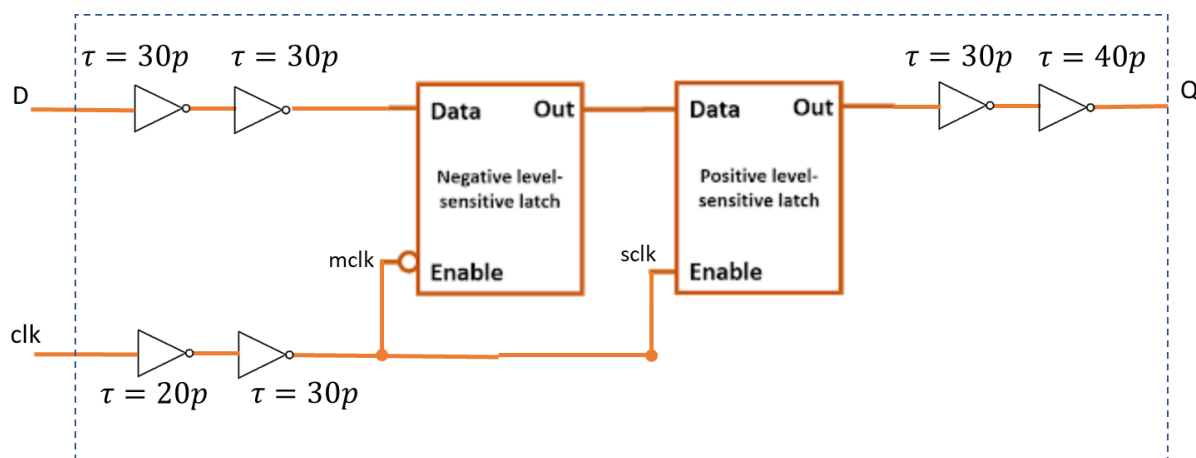 τ = 30p
τ = 30p
τ = 30p
τ = 40p
D
Q
Data
Out
Data
Out
Negative level-
sensitive latch
Positive level-
sensitive latch
mclk
Enable
sclk
Enable
clk
τ = 20p
τ = 30p